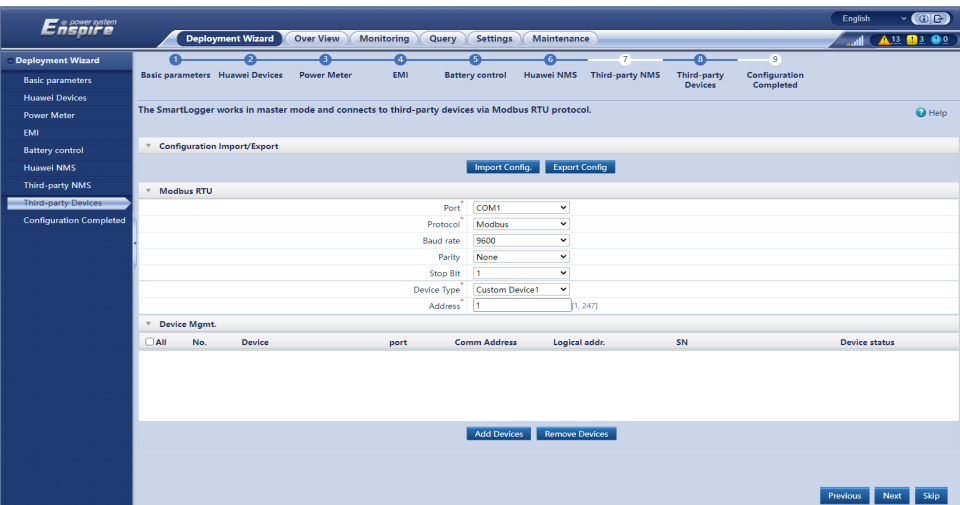 e power system
Enspire
English
Deployment Wizard
Over View
Monitoring
Query
Settings
Maintenance
13
3
0
Deployment Wizard
Basic parameters
Huawei Devices
Power Meter
EMI
Battery control
Huawei NMS
Third-party NMS
Third-party Devices
Configuration Completed
1
2
3
4
5
6
7
8
9
Basic parameters
Huawei Devices
Power Meter
EMI
Battery control
Huawei NMS
Third-party NMS
Third-party
Devices
Configuration
Completed
The SmartLogger works in master mode and connects to third-party devices via Modbus RTU protocol.
? Help
Configuration Import/Export
Import Config.
Export Config
Modbus RTU
Port* COM1
Protocol* Modbus
Baud rate 9600
Parity None
Stop Bit 1
Device Type* Custom Device1
Address* 1 [1, 247]
Device Mgmt.
All No. Device port Comm Address Logical addr. SN Device status
Add Devices
Remove Devices
Previous
Next
Skip